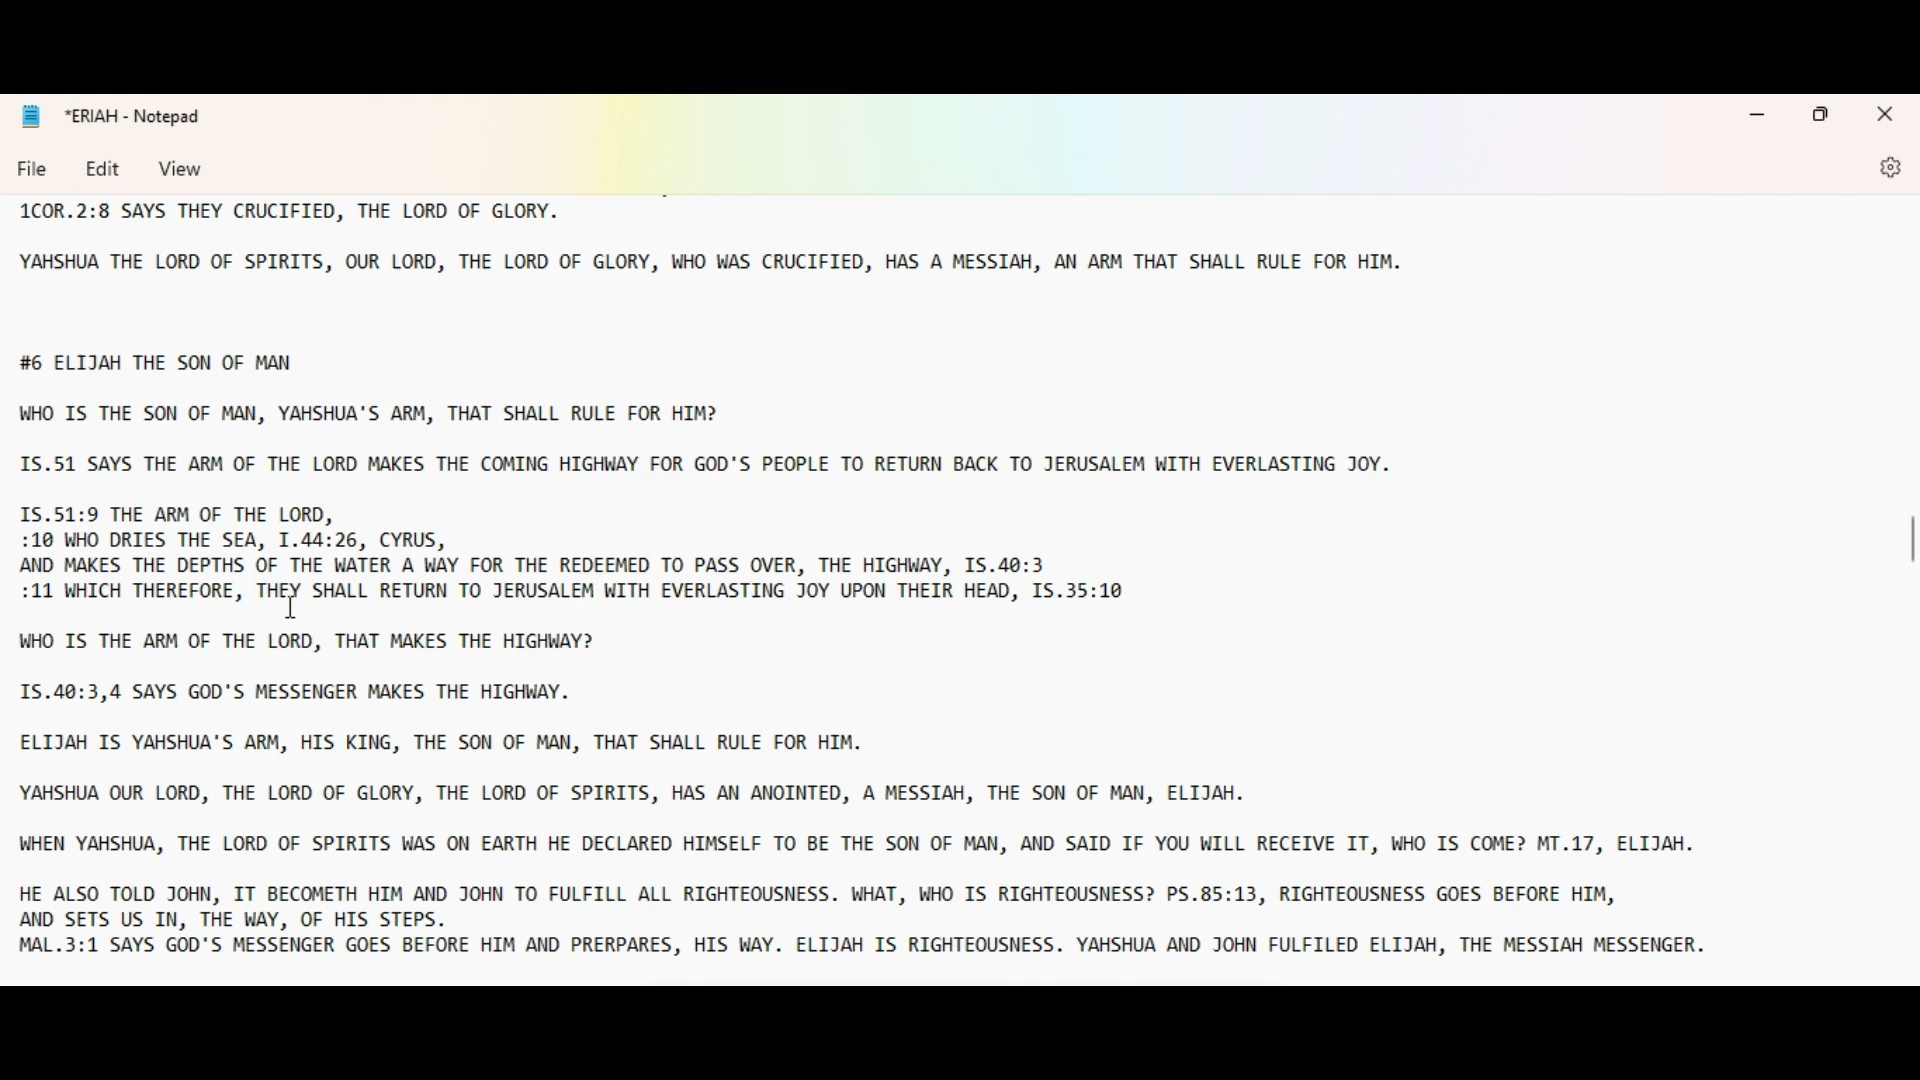 *ERIAH - Notepad
File Edit View
1COR.2:8 SAYS THEY CRUCIFIED, THE LORD OF GLORY.
YAHSHUA THE LORD OF SPIRITS, OUR LORD, THE LORD OF GLORY, WHO WAS CRUCIFIED, HAS A MESSIAH, AN ARM THAT SHALL RULE FOR HIM.
#6 ELIJAH THE SON OF MAN
WHO IS THE SON OF MAN, YAHSHUA'S ARM, THAT SHALL RULE FOR HIM?
IS.51 SAYS THE ARM OF THE LORD MAKES THE COMING HIGHWAY FOR GOD'S PEOPLE TO RETURN BACK TO JERUSALEM WITH EVERLASTING JOY.
IS.51:9 THE ARM OF THE LORD,
:10 WHO DRIES THE SEA, I.44:26, CYRUS,
AND MAKES THE DEPTHS OF THE WATER A WAY FOR THE REDEEMED TO PASS OVER, THE HIGHWAY, IS.40:3
:11 WHICH THEREFORE, THEY SHALL RETURN TO JERUSALEM WITH EVERLASTING JOY UPON THEIR HEAD, IS.35:10
WHO IS THE ARM OF THE LORD, THAT MAKES THE HIGHWAY?
IS.40:3,4 SAYS GOD'S MESSENGER MAKES THE HIGHWAY.
ELIJAH IS YAHSHUA'S ARM, HIS KING, THE SON OF MAN, THAT SHALL RULE FOR HIM.
YAHSHUA OUR LORD, THE LORD OF GLORY, THE LORD OF SPIRITS, HAS AN ANOINTED, A MESSIAH, THE SON OF MAN, ELIJAH.
WHEN YAHSHUA, THE LORD OF SPIRITS WAS ON EARTH HE DECLARED HIMSELF TO BE THE SON OF MAN, AND SAID IF YOU WILL RECEIVE IT, WHO IS COME? MT.17, ELIJAH.
HE ALSO TOLD JOHN, IT BECOMETH HIM AND JOHN TO FULFILL ALL RIGHTEOUSNESS. WHAT, WHO IS RIGHTEOUSNESS? PS.85:13, RIGHTEOUSNESS GOES BEFORE HIM,
AND SETS US IN, THE WAY, OF HIS STEPS.
MAL.3:1 SAYS GOD'S MESSENGER GOES BEFORE HIM AND PRERPARES, HIS WAY. ELIJAH IS RIGHTEOUSNESS. YAHSHUA AND JOHN FULFILED ELIJAH, THE MESSIAH MESSENGER.